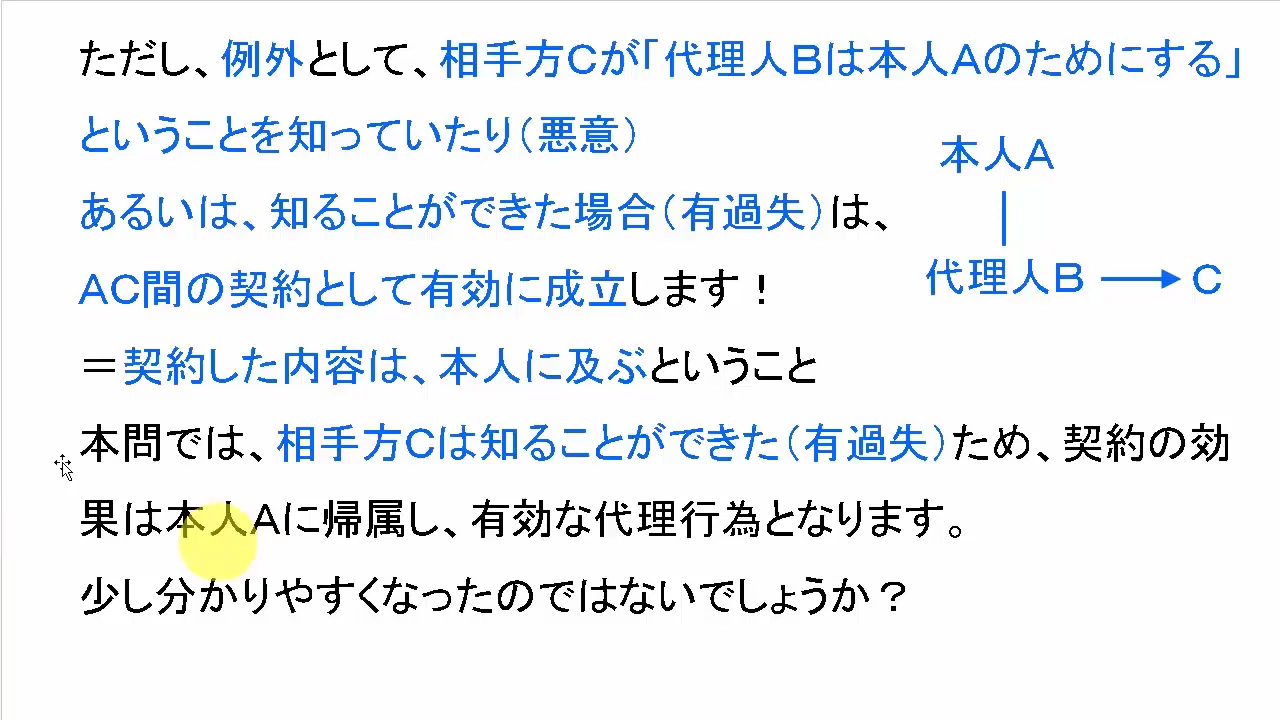 ただし、例外として、相手方Cが「代理人Bは本人Aのためにする」
ということを知っていたり(悪意)
あるいは、知ることができた場合(有過失)は、
AC間の契約として有効に成立します!
=契約した内容は、本人に及ぶということ
本問では、相手方Cは知ることができた(有過失)ため、契約の効
果は本人Aに帰属し、有効な代理行為となります。
少し分かりやすくなったのではないでしょうか?
本人A
代理人B
C